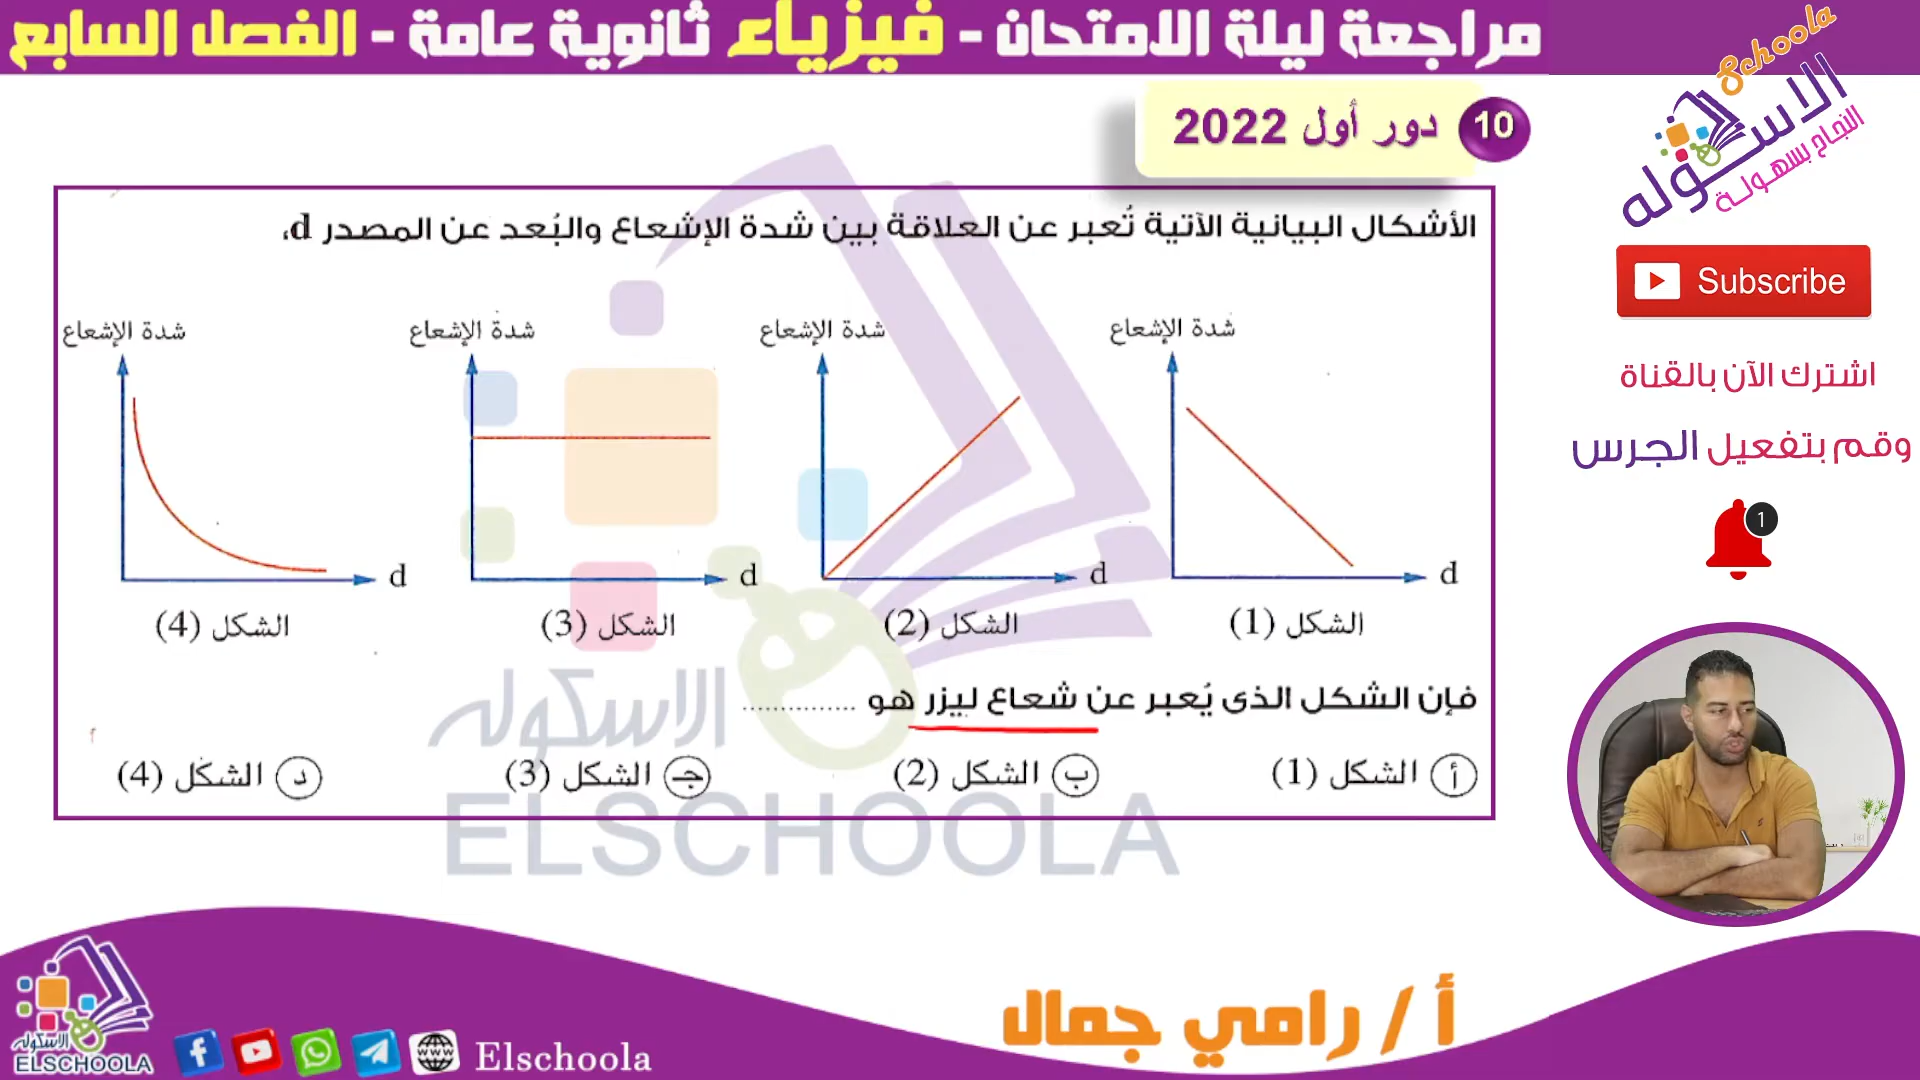 مراجعة ليلة الامتحان - فيزياء ثانوية عامة - الفصل السابع
Schoola
الاسكوله
النجاح بسهولة
10 دور أول 2022
الأشكال البيانية الآتية تُعبر عن العلاقة بين شدة الإشعاع والبُعد عن المصدر d،
شدة الإشعاع
شدة الإشعاع
شدة الإشعاع
شدة الإشعاع
d
d
d
d
الشكل (1)
الشكل (2)
الشكل (3)
الشكل (4)
فإن الشكل الذى يُعبر عن شعاع ليزر هو ...............
أ الشكل (1)
ب الشكل (2)
جـ الشكل (3)
د الشكل (4)
الاسكوله
ELSCHOOLA
Subscribe
اشترك الآن بالقناة
وقم بتفعيل الجرس
1
أ / رامي جمال
الاسكوله
ELSCHOOLA
WWW
Elschoola